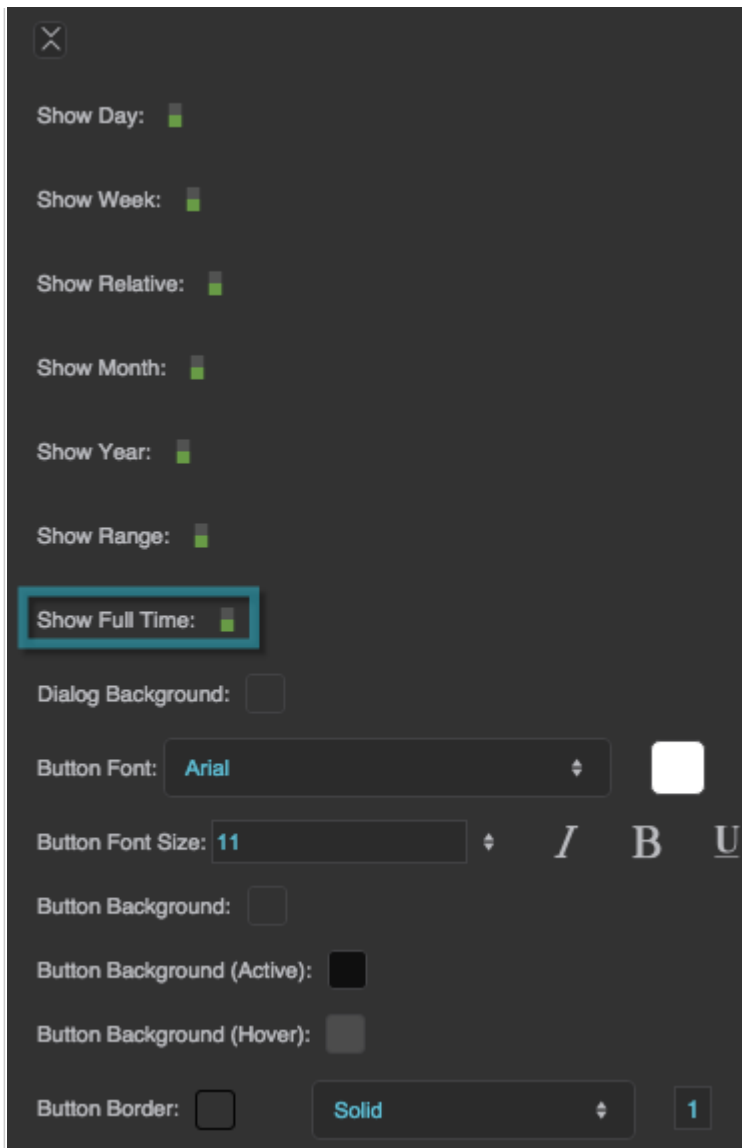 Show Day:
Show Week:
Show Relative:
Show Month:
Show Year:
Show Range:
Show Full Time:
Dialog Background:
Button Font: Arial
Button Font Size: 11 I B U
Button Background:
Button Background (Active):
Button Background (Hover):
Button Border: Solid 1